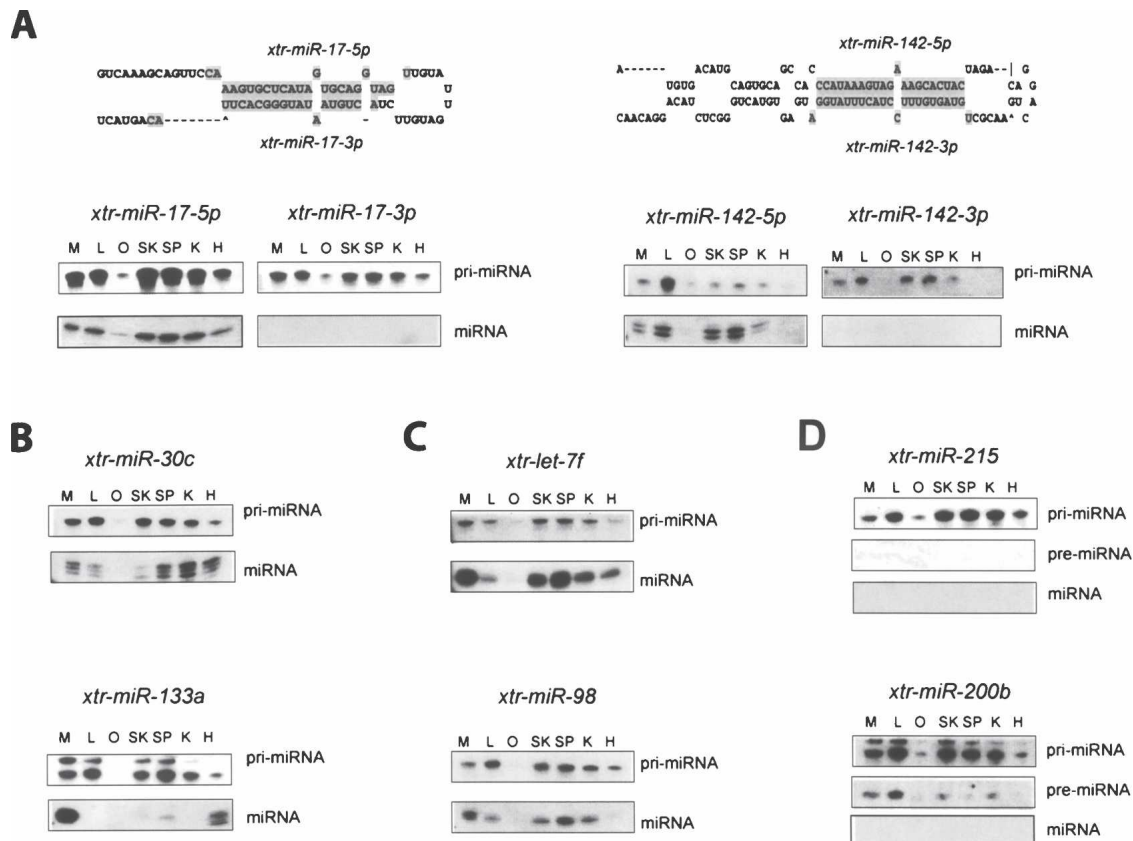 A
xtr-miR-17-5p
GUCAAAGCAGUUCCA G G UUGUA
AAGUGCUCAUA UGCAG UAG U
UUCACGGGUAU AUGUC AUC U
UCAUGACA-------^ A - UUGUAG
xtr-miR-17-3p
xtr-miR-142-5p
A------ ACAUG GC C A UAGA--| G
UGUG CAGUGCA CA CCAUAAAGUAG AAGCACUAC CA G
ACAU GUCAUGU GU GGUAUUUCAUC UUUGUGAUG GU A
CAACAGG CUCGG GA A C UCGCAA^ C
xtr-miR-142-3p
xtr-miR-17-5p
M L O SK SP K H
xtr-miR-17-3p
M L O SK SP K H
pri-miRNA
miRNA
xtr-miR-142-5p
M L O SK SP K H
xtr-miR-142-3p
M L O SK SP K H
pri-miRNA
miRNA
B
xtr-miR-30c
M L O SK SP K H
pri-miRNA
miRNA
xtr-miR-133a
M L O SK SP K H
pri-miRNA
miRNA
C
xtr-let-7f
M L O SK SP K H
pri-miRNA
miRNA
xtr-miR-98
M L O SK SP K H
pri-miRNA
miRNA
D
xtr-miR-215
M L O SK SP K H
pri-miRNA
pre-miRNA
miRNA
xtr-miR-200b
M L O SK SP K H
pri-miRNA
pre-miRNA
miRNA